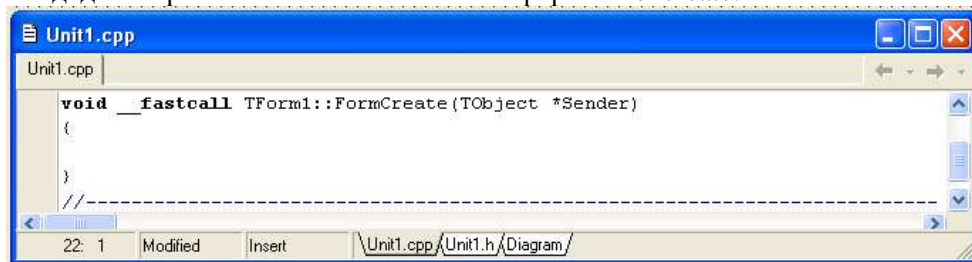 Unit1.cpp
Unit1.cpp
void __fastcall TForm1::FormCreate(TObject *Sender)
{
}
//---------------------------------------------------------------------------
22: 1 Modified Insert \Unit1.cpp/Unit1.h/Diagram/